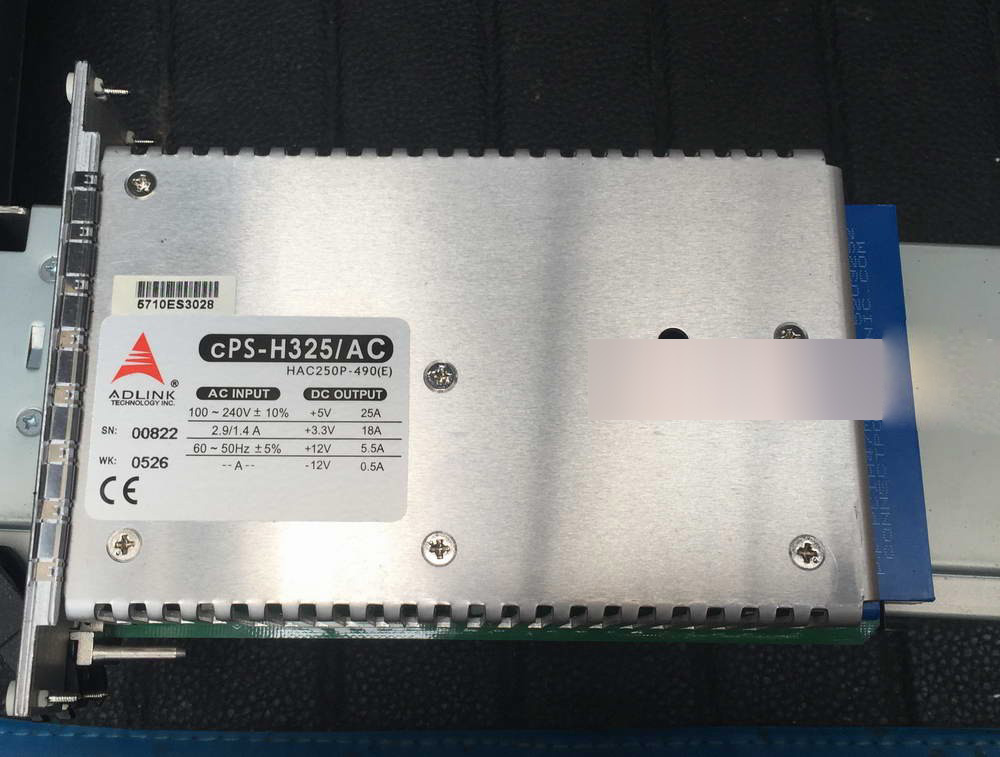 5710ES3028
ADLINK®
TECHNOLOGY INC.
cPS-H325/AC
HAC250P-490(E)
AC INPUT DC OUTPUT
100 ~ 240V ± 10% +5V 25A
2.9/1.4 A +3.3V 18A
60 ~ 50Hz ±5% +12V 5.5A
-- A -- -12V 0.5A
SN: 00822
WK: 0526
CE